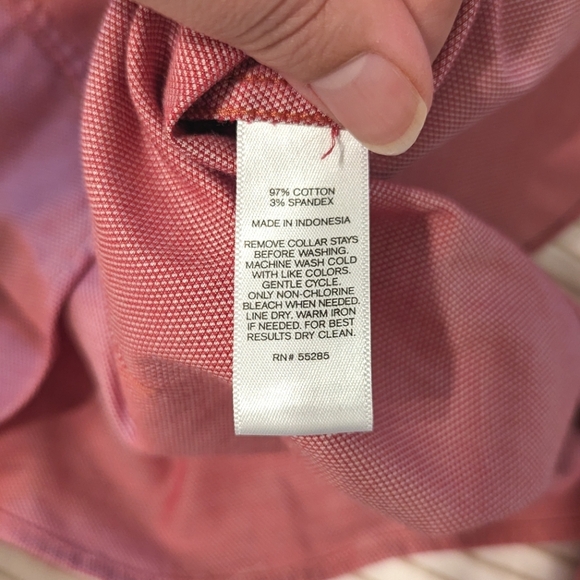 97% COTTON
3% SPANDEX
MADE IN INDONESIA
REMOVE COLLAR STAYS
BEFORE WASHING.
MACHINE WASH COLD
WITH LIKE COLORS.
GENTLE CYCLE.
ONLY NON-CHLORINE
BLEACH WHEN NEEDED.
LINE DRY, WARM IRON
IF NEEDED. FOR BEST
RESULTS DRY CLEAN.
RN# 55285